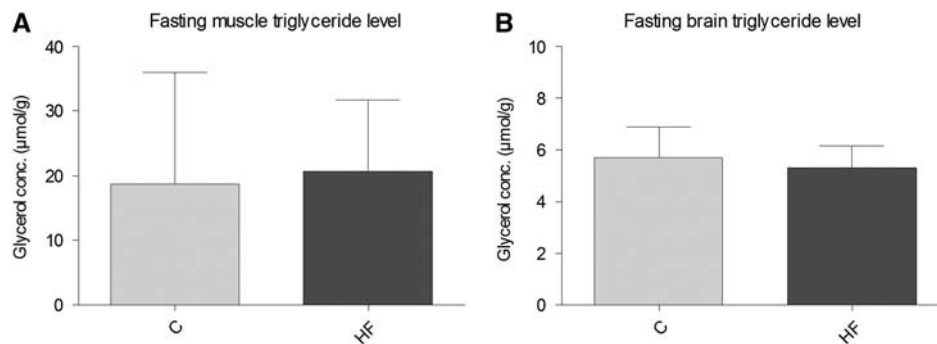 A
Fasting muscle triglyceride level
Glycerol conc. (µmol/g)
40
30
20
10
0
C
HF
B
Fasting brain triglyceride level
Glycerol conc. (µmol/g)
10
8
6
4
2
0
C
HF